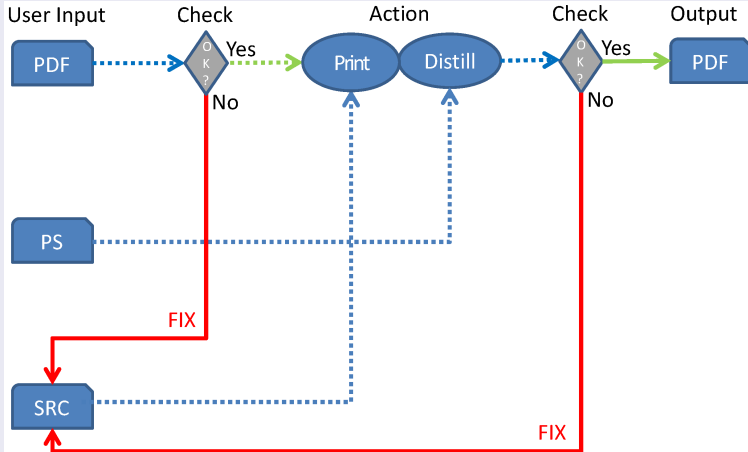 User Input
Check
Action
Check
Output
PDF
O
K
?
Yes
No
Print
Distill
O
K
?
Yes
No
PDF
PS
FIX
SRC
FIX